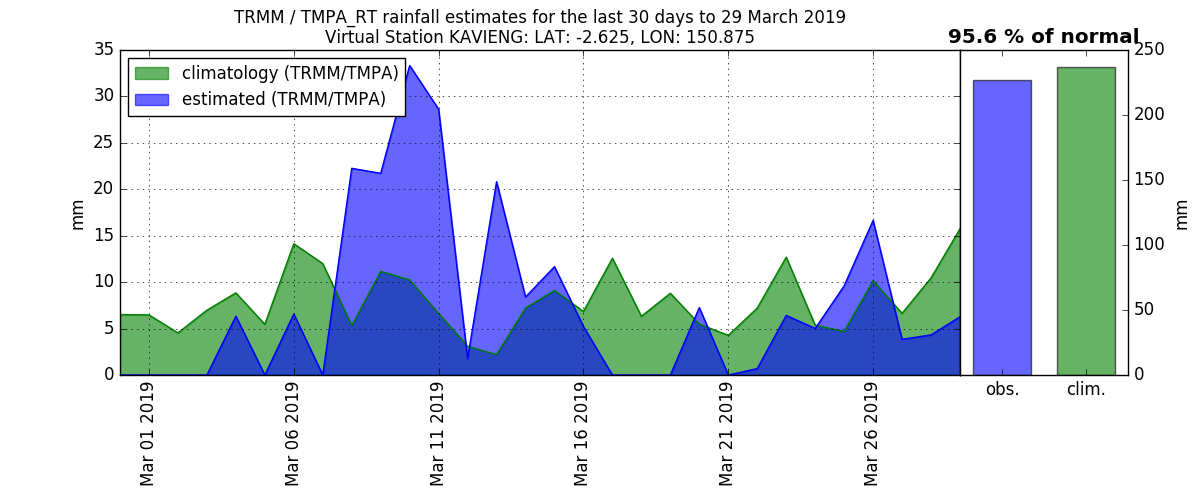 TRMM / TMPA_RT rainfall estimates for the last 30 days to 29 March 2019
Virtual Station KAVIENG: LAT: -2.625, LON: 150.875
95.6 % of normal
climatology (TRMM/TMPA)
estimated (TRMM/TMPA)
35
30
25
20
15
10
5
0
mm
Mar 01 2019
Mar 06 2019
Mar 11 2019
Mar 16 2019
Mar 21 2019
Mar 26 2019
obs.
clim.
250
200
150
100
50
0
mm